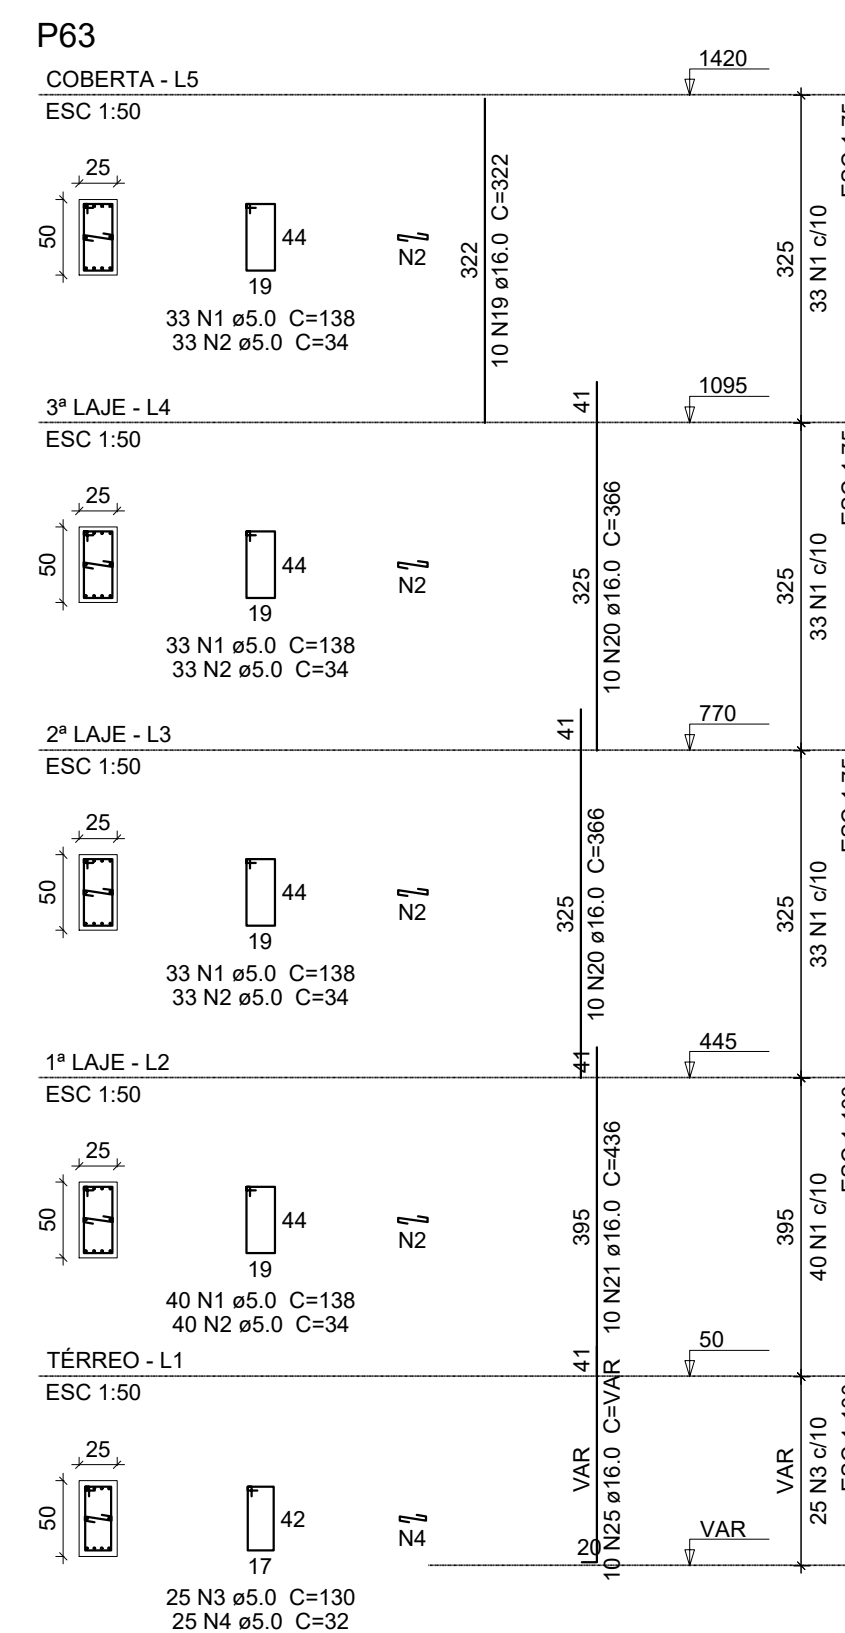 P63
COBERTA - L5
1420
ESC 1:50
25
50
44
19
N2
33 N1 ø5.0 C=138
33 N2 ø5.0 C=34
322
10 N19 ø16.0 C=322
325
33 N1 c/10
3ª LAJE - L4
41
1095
ESC 1:50
25
50
44
19
N2
33 N1 ø5.0 C=138
33 N2 ø5.0 C=34
325
10 N20 ø16.0 C=366
325
33 N1 c/10
2ª LAJE - L3
41
770
ESC 1:50
25
50
44
19
N2
33 N1 ø5.0 C=138
33 N2 ø5.0 C=34
325
10 N20 ø16.0 C=366
325
33 N1 c/10
1ª LAJE - L2
41
445
ESC 1:50
25
50
44
19
N2
40 N1 ø5.0 C=138
40 N2 ø5.0 C=34
395
10 N21 ø16.0 C=436
395
40 N1 c/10
TÉRREO - L1
41
50
ESC 1:50
25
50
42
17
N4
25 N3 ø5.0 C=130
25 N4 ø5.0 C=32
VAR
20
10 N25 ø16.0 C=VAR
VAR
VAR
25 N3 c/10